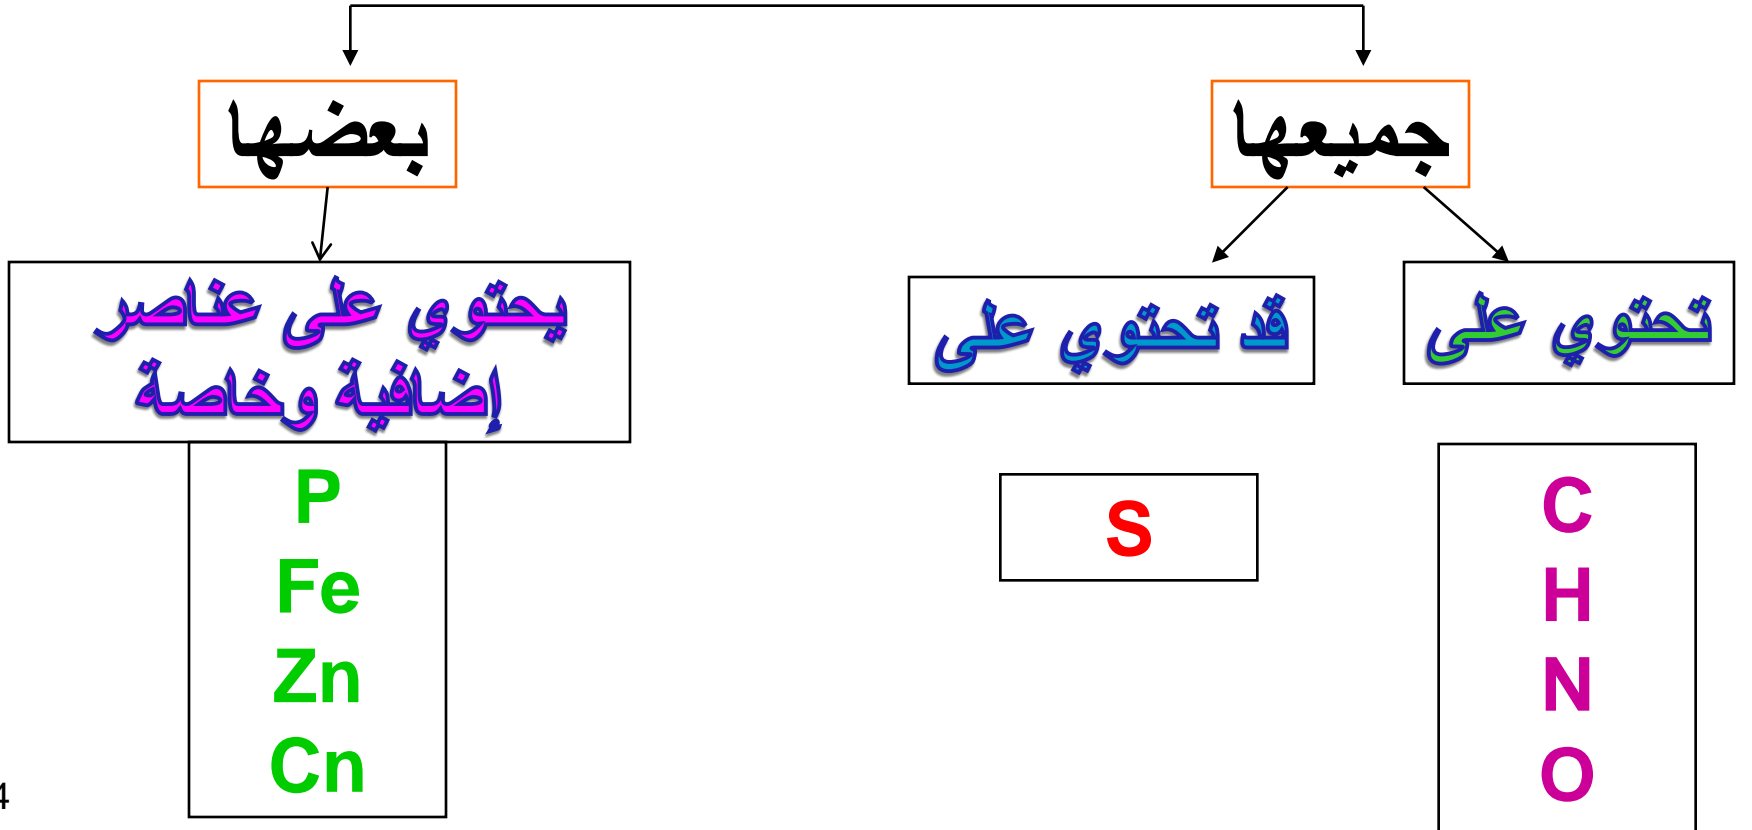 جميعها
تحتوي على
C
H
N
O
قد تحتوي على
S
بعضها
يحتوي على عناصر
إضافية وخاصة
P
Fe
Zn
Cn
4